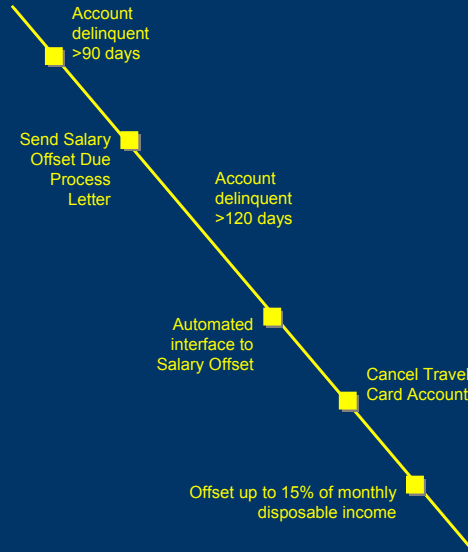 Account
delinquent
>90 days
Send Salary
Offset Due
Process
Letter
Account
delinquent
>120 days
Automated
interface to
Salary Offset
Cancel Travel
Card Account
Offset up to 15% of monthly
disposable income